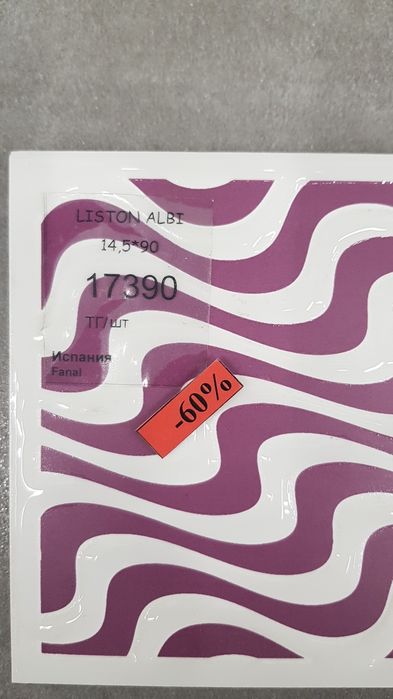 LISTON ALBI
14,5*90
17390
ТГ/шт
Испания
Fanal
-60%